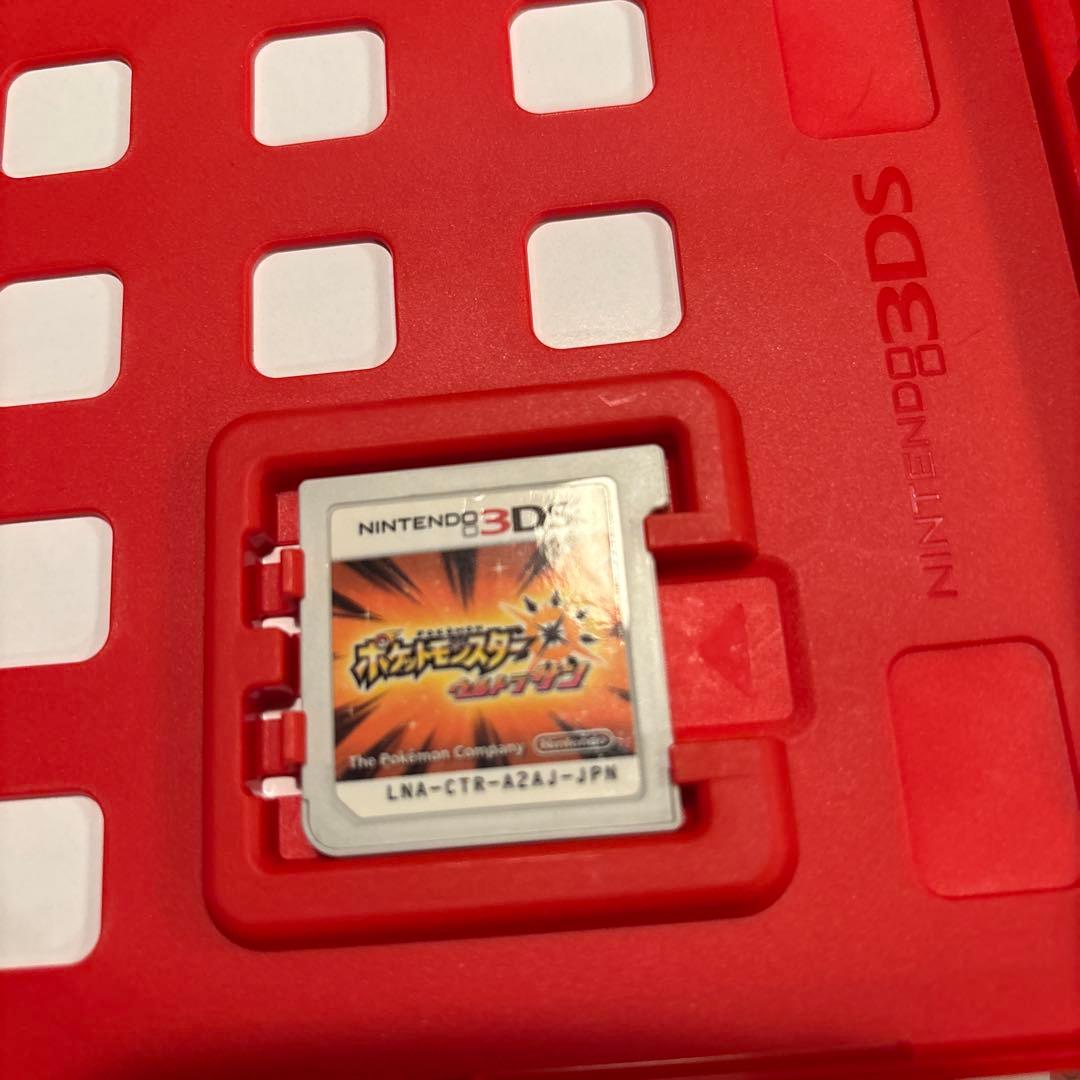 NINTENDO 3DS
POCKET
ポケットモンスター
ウルトラサン
The Pokémon Company
Nintendo
LNA-CTR-A2AJ-JPN
NINTENDO 3DS